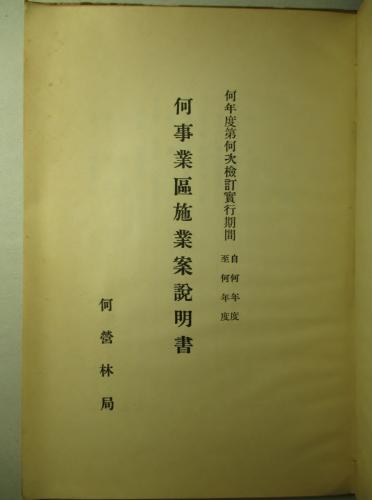 何年度第何次檢訂實行期間
自何年度
至何年度
何事業區施業案說明書
何營林局